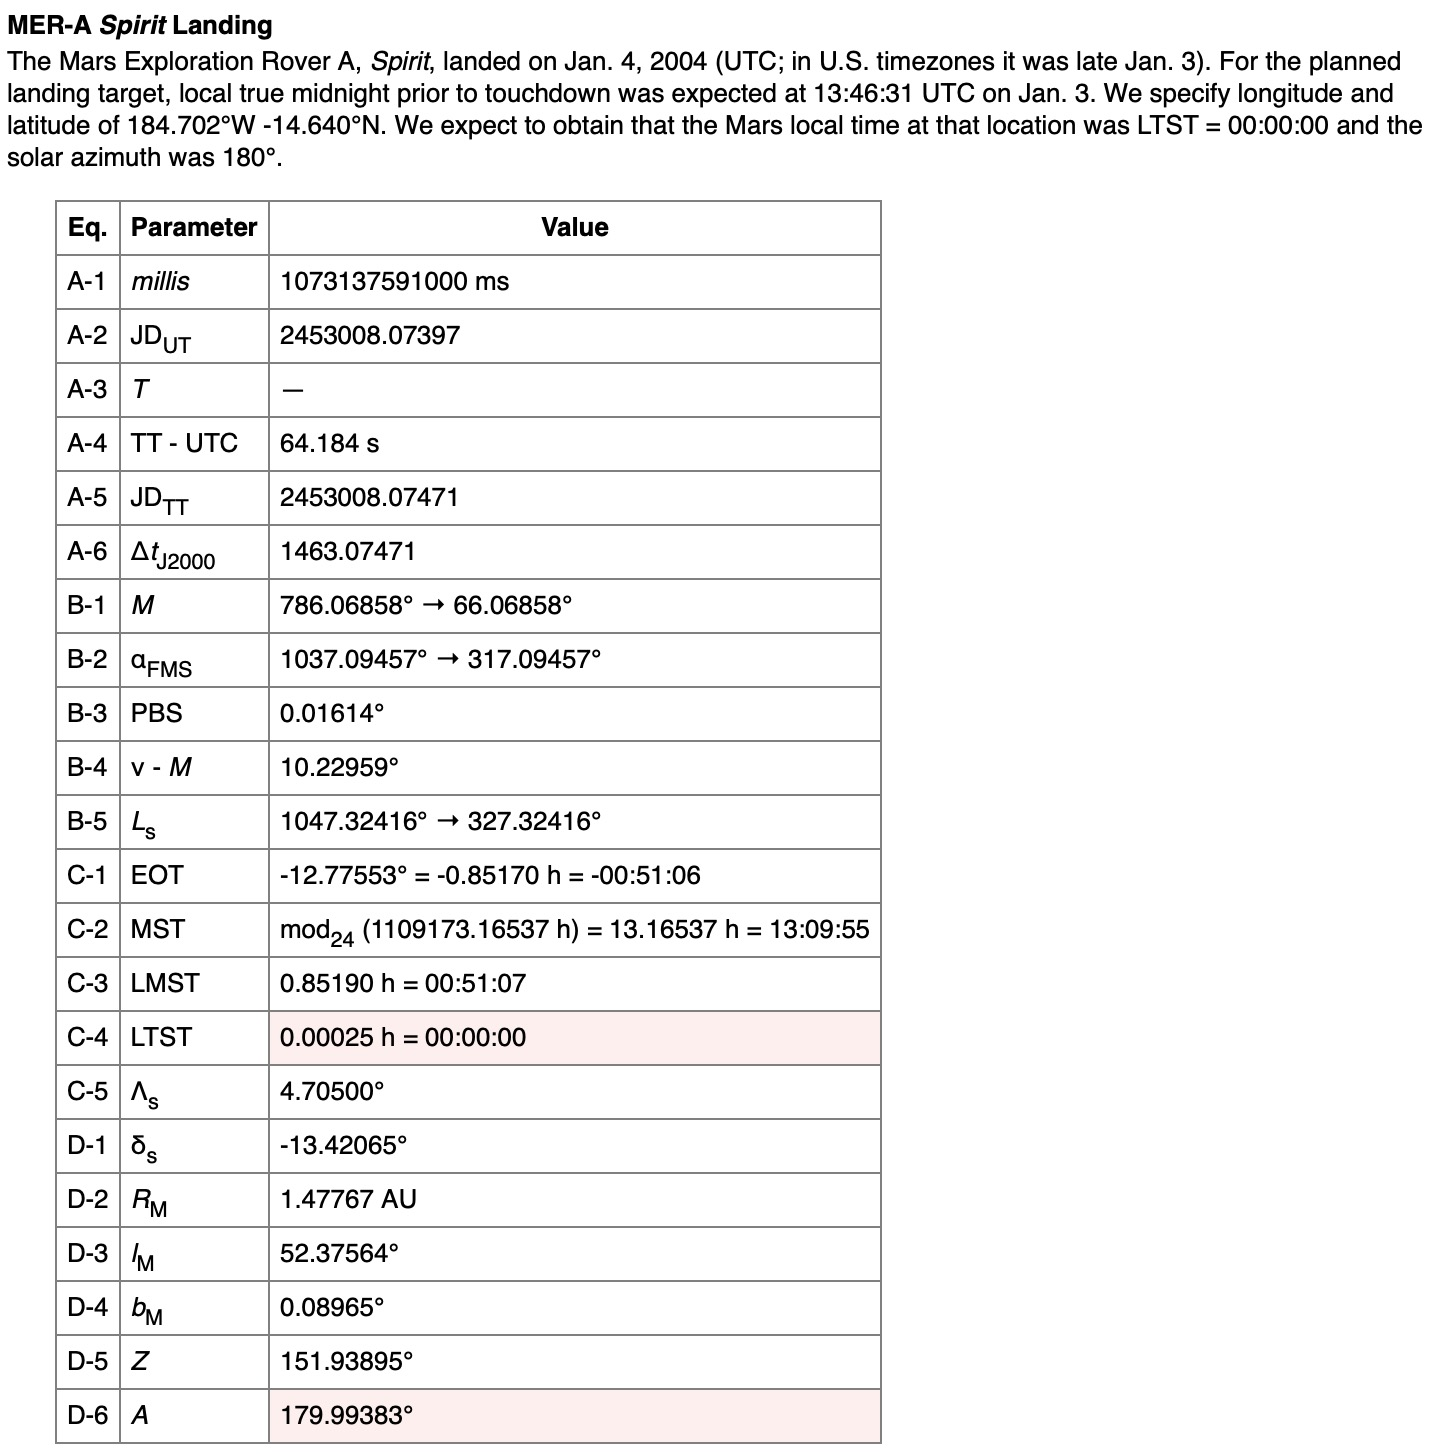 MER-A Spirit Landing
The Mars Exploration Rover A, Spirit, landed on Jan. 4, 2004 (UTC; in U.S. timezones it was late Jan. 3). For the planned
landing target, local true midnight prior to touchdown was expected at 13:46:31 UTC on Jan. 3. We specify longitude and
latitude of 184.702°W -14.640°N. We expect to obtain that the Mars local time at that location was LTST = 00:00:00 and the
solar azimuth was 180°.
Eq. Parameter Value
A-1 millis 1073137591000 ms
A-2 JDUT 2453008.07397
A-3 T —
A-4 TT - UTC 64.184 s
A-5 JDTT 2453008.07471
A-6 ΔtJ2000 1463.07471
B-1 M 786.06858° → 66.06858°
B-2 αFMS 1037.09457° → 317.09457°
B-3 PBS 0.01614°
B-4 ν - M 10.22959°
B-5 Ls 1047.32416° → 327.32416°
C-1 EOT -12.77553° = -0.85170 h = -00:51:06
C-2 MST mod24 (1109173.16537 h) = 13.16537 h = 13:09:55
C-3 LMST 0.85190 h = 00:51:07
C-4 LTST 0.00025 h = 00:00:00
C-5 Λs 4.70500°
D-1 δs -13.42065°
D-2 RM 1.47767 AU
D-3 lM 52.37564°
D-4 bM 0.08965°
D-5 Z 151.93895°
D-6 A 179.99383°